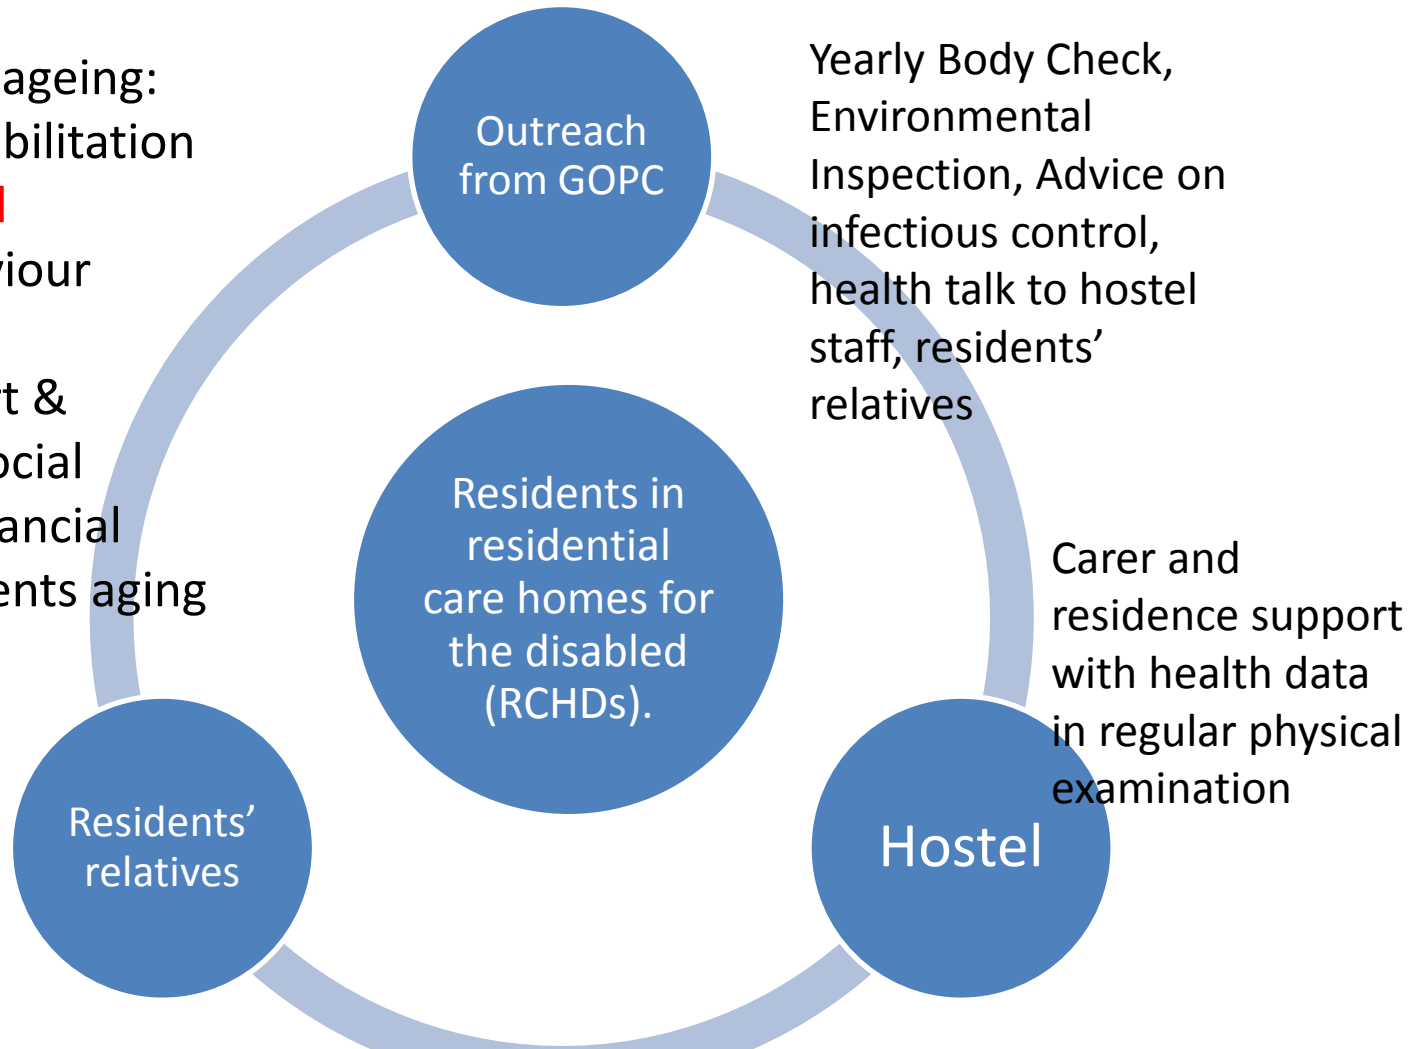 ageing:
bilitation
viour
rt &
ocial
ancial
ents aging
Outreach
from GOPC
Yearly Body Check,
Environmental
Inspection, Advice on
infectious control,
health talk to hostel
staff, residents’
relatives
Residents in
residential
care homes for
the disabled
(RCHDs).
Carer and
residence support
with health data
in regular physical
examination
Residents’
relatives
Hostel